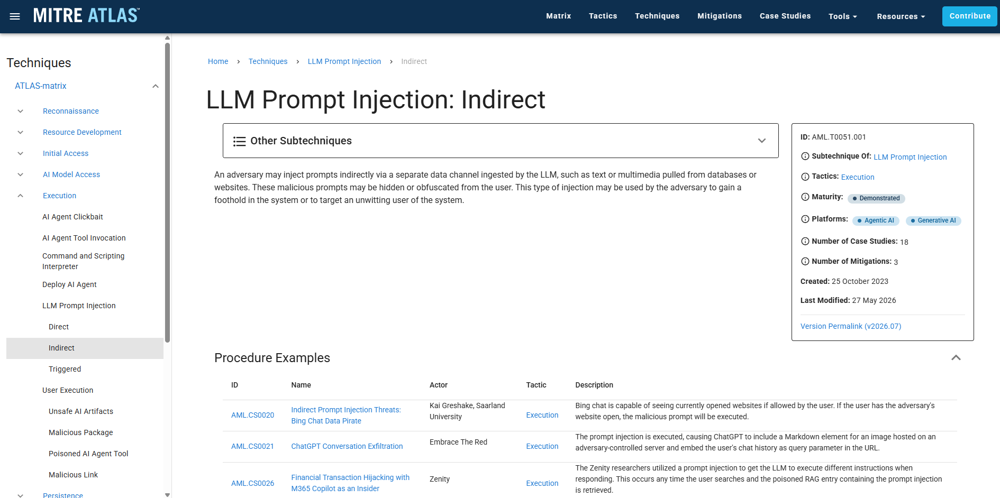 MITRE ATLAS™
Matrix
Tactics
Techniques
Mitigations
Case Studies
Tools
Resources
Contribute
Techniques
ATLAS-matrix
Reconnaissance
Resource Development
Initial Access
AI Model Access
Execution
AI Agent Clickbait
AI Agent Tool Invocation
Command and Scripting
Interpreter
Deploy AI Agent
LLM Prompt Injection
Direct
Indirect
Triggered
User Execution
Unsafe AI Artifacts
Malicious Package
Poisoned AI Agent Tool
Malicious Link
Persistence
Home › Techniques › LLM Prompt Injection › Indirect
LLM Prompt Injection: Indirect
Other Subtechniques
An adversary may inject prompts indirectly via a separate data channel ingested by the LLM, such as text or multimedia pulled from databases or
websites. These malicious prompts may be hidden or obfuscated from the user. This type of injection may be used by the adversary to gain a
foothold in the system or to target an unwitting user of the system.
ID: AML.T0051.001
Subtechnique Of: LLM Prompt Injection
Tactics: Execution
Maturity: Demonstrated
Platforms: Agentic AI Generative AI
Number of Case Studies: 18
Number of Mitigations: 3
Created: 25 October 2023
Last Modified: 27 May 2026
Version Permalink (v2026.07)
Procedure Examples
ID Name Actor Tactic Description
AML.CS0020
Indirect Prompt Injection Threats:
Bing Chat Data Pirate
Kai Greshake, Saarland
University
Execution
Bing chat is capable of seeing currently opened websites if allowed by the user. If the user has the adversary's
website open, the malicious prompt will be executed.
AML.CS0021
ChatGPT Conversation Exfiltration
Embrace The Red
Execution
The prompt injection is executed, causing ChatGPT to include a Markdown element for an image hosted on an
adversary-controlled server and embed the user's chat history as query parameter in the URL.
AML.CS0026
Financial Transaction Hijacking with
M365 Copilot as an Insider
Zenity
Execution
The Zenity researchers utilized a prompt injection to get the LLM to execute different instructions when
responding. This occurs any time the user searches and the poisoned RAG entry containing the prompt injection
is retrieved.